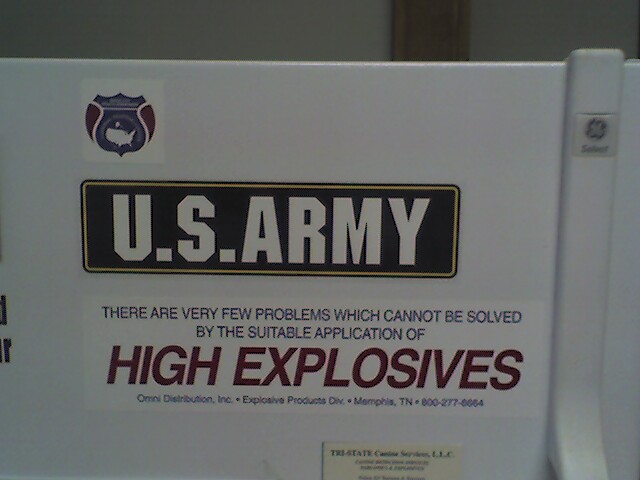 U.S.ARMY
Select
THERE ARE VERY FEW PROBLEMS WHICH CANNOT BE SOLVED
BY THE SUITABLE APPLICATION OF
HIGH EXPLOSIVES
Omni Distribution, Inc. • Explosive Products Div. • Memphis, TN • 800-277-6664
TRI-STATE Canine Services, L.L.C.